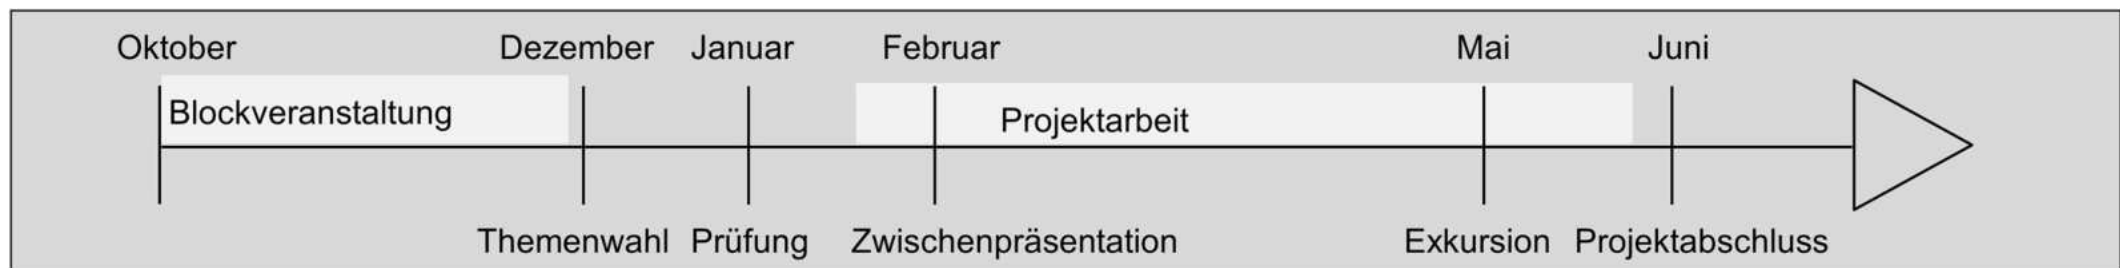 Oktober Dezember Januar Februar Mai Juni
Blockveranstaltung Projektarbeit
Themenwahl Prüfung Zwischenpräsentation Exkursion Projektabschluss